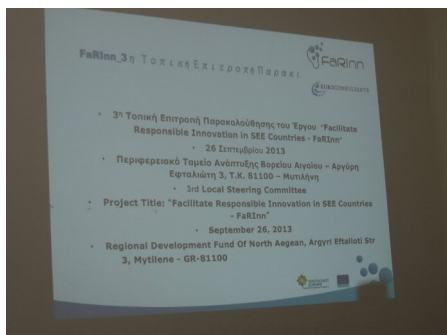 FaRInn_3η Τοπική Επιτροπή Παρακ.
FaRInn
• 3η Τοπική Επιτροπή Παρακολούθησης του Έργου "Facilitate
Responsible Innovation in SEE Countries - FaRInn"
• 26 Σεπτεμβρίου 2013
• Περιφερειακό Ταμείο Ανάπτυξης Βορείου Αιγαίου – Αργύρη
Εφταλιώτη 3, Τ.Κ. 81100 – Μυτιλήνη
• 3rd Local Steering Committee
• Project Title: "Facilitate Responsible Innovation in SEE Countries
- FaRInn"
• September 26, 2013
• Regional Development Fund Of North Aegean, Argyri Eftalioti Str
3, Mytilene - GR-81100